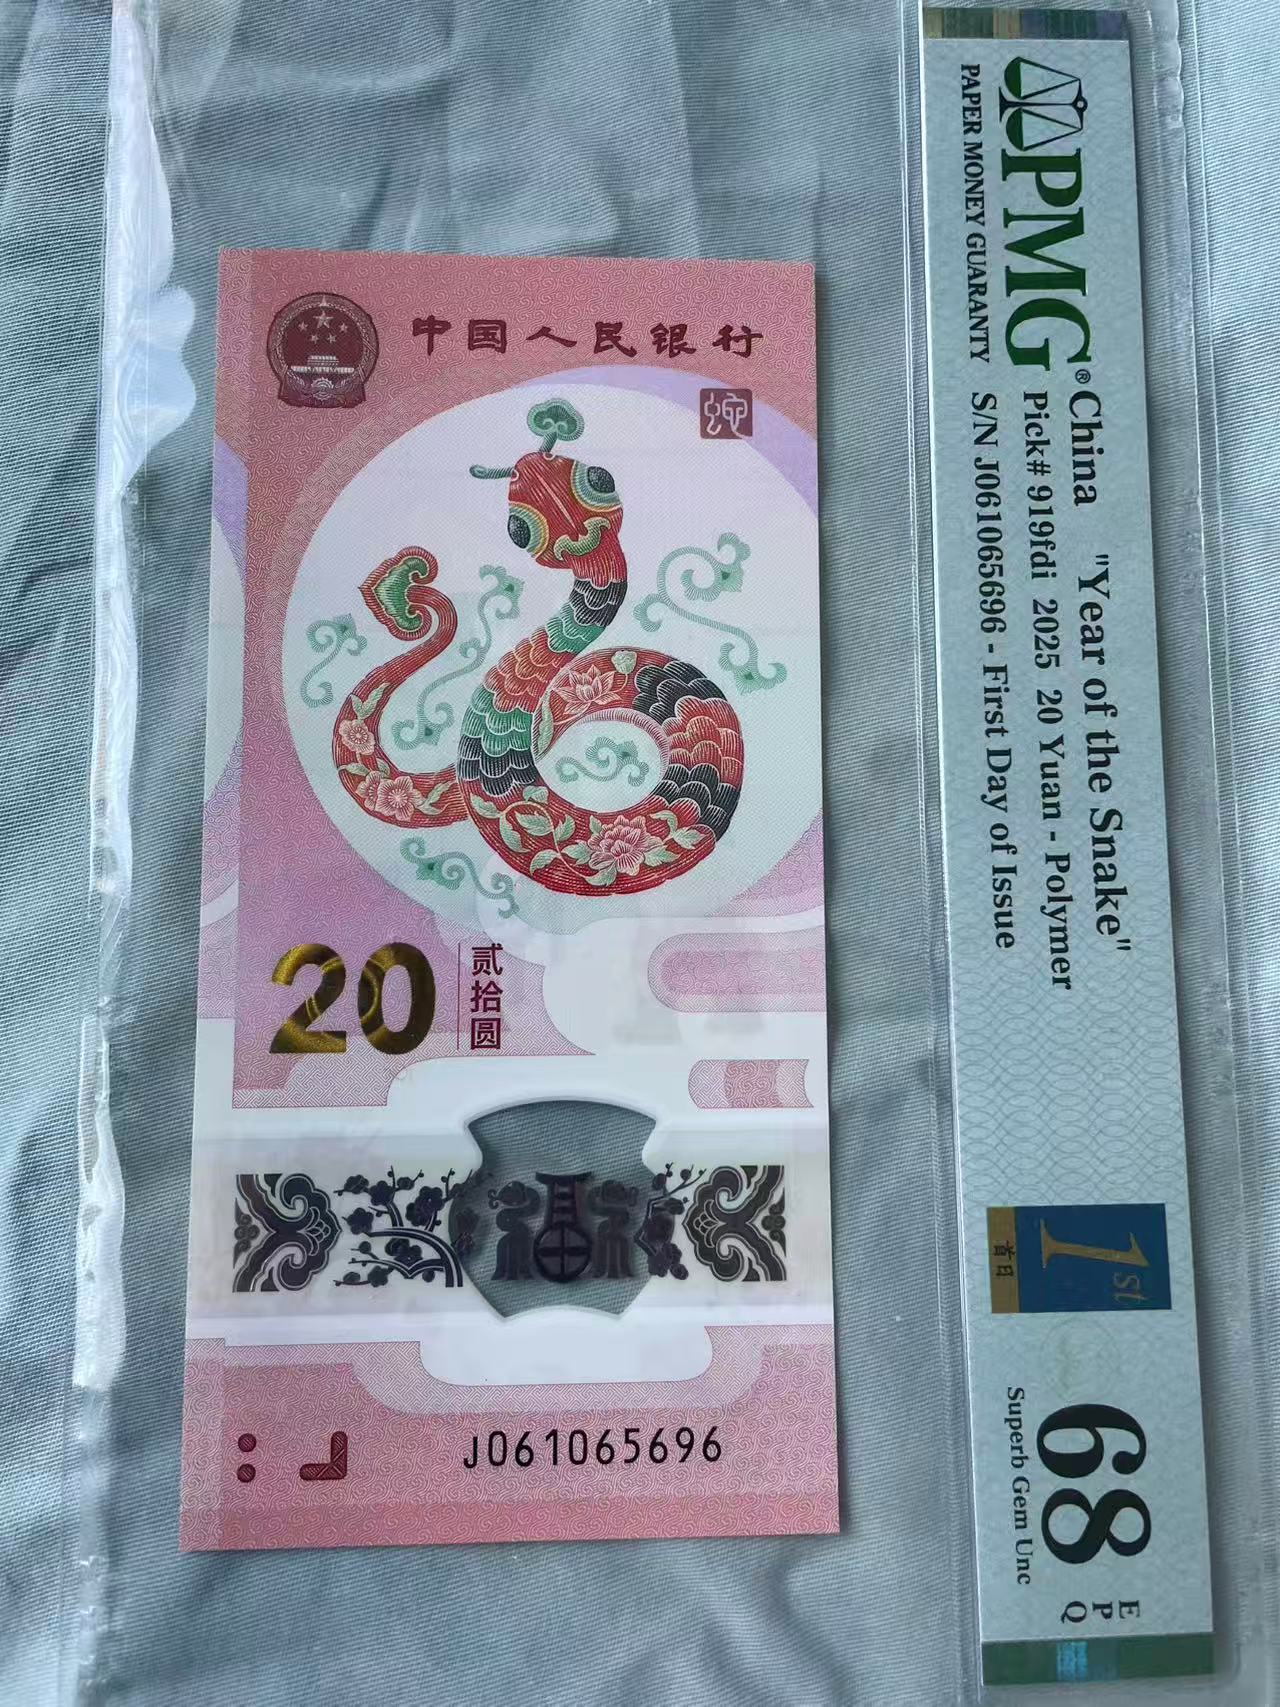 中国人民银行
蛇
20
贰拾圆
J061065696
PMG®
PAPER MONEY GUARANTY
China "Year of the Snake"
Pick# 919fdi 2025 20 Yuan - Polymer
S/N J061065696 - First Day of Issue
1st
首日
68
EPQ
Superb Gem Unc